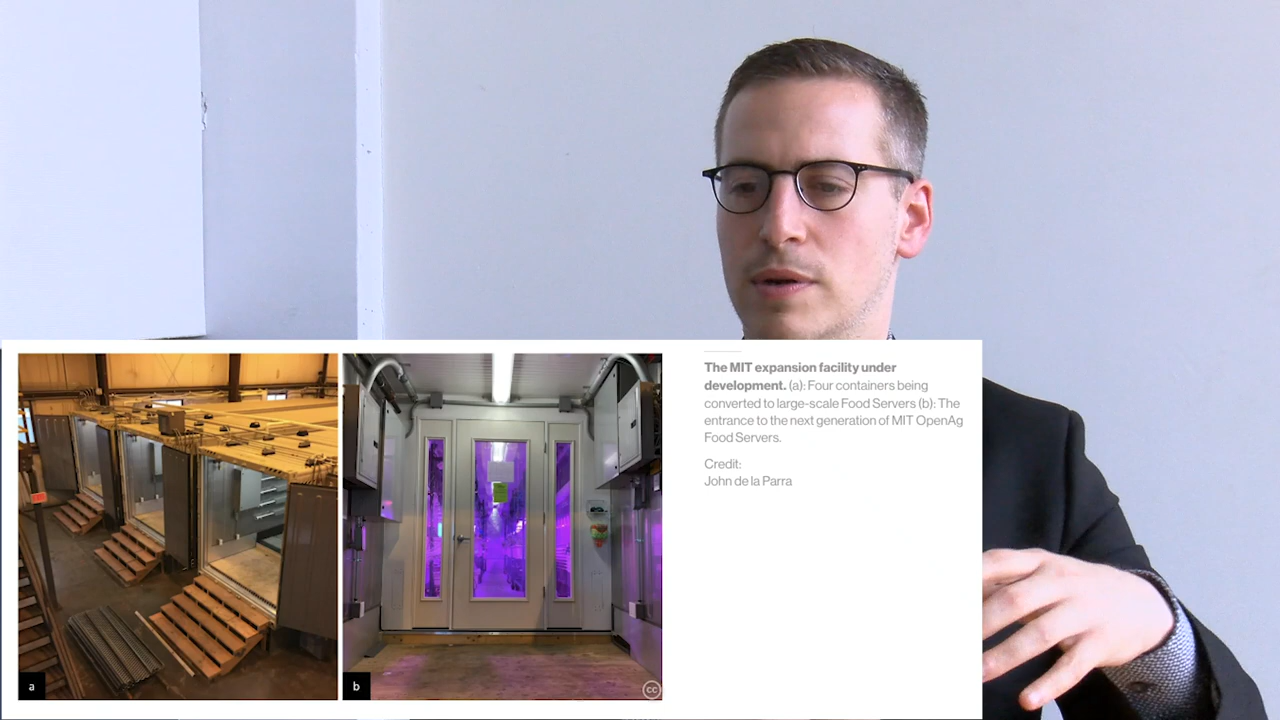 The MIT expansion facility under
development. (a): Four containers being
converted to large-scale Food Servers (b): The
entrance to the next generation of MIT OpenAg
Food Servers.
Credit:
John de la Parra
a
b
cc